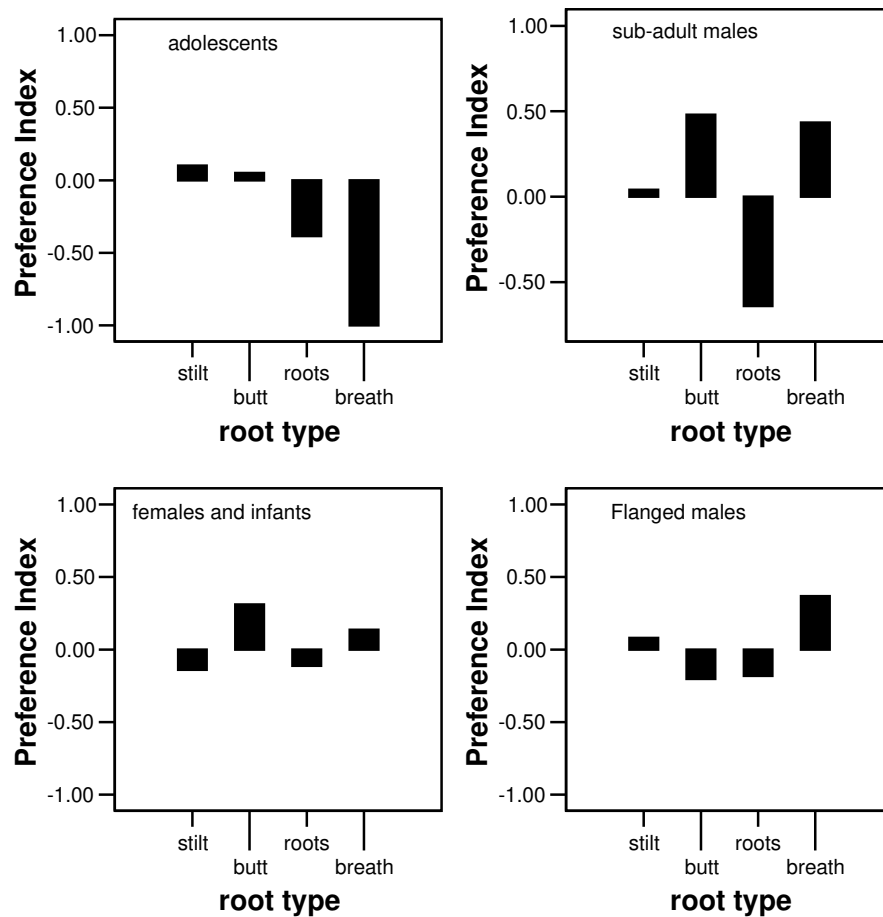 adolescents
Preference Index
1.00
0.50
0.00
-0.50
-1.00
stilt
butt
roots
breath
root type
sub-adult males
Preference Index
1.00
0.50
0.00
-0.50
stilt
butt
roots
breath
root type
females and infants
Preference Index
1.00
0.50
0.00
-0.50
-1.00
stilt
butt
roots
breath
root type
Flanged males
Preference Index
1.00
0.50
0.00
-0.50
-1.00
stilt
butt
roots
breath
root type